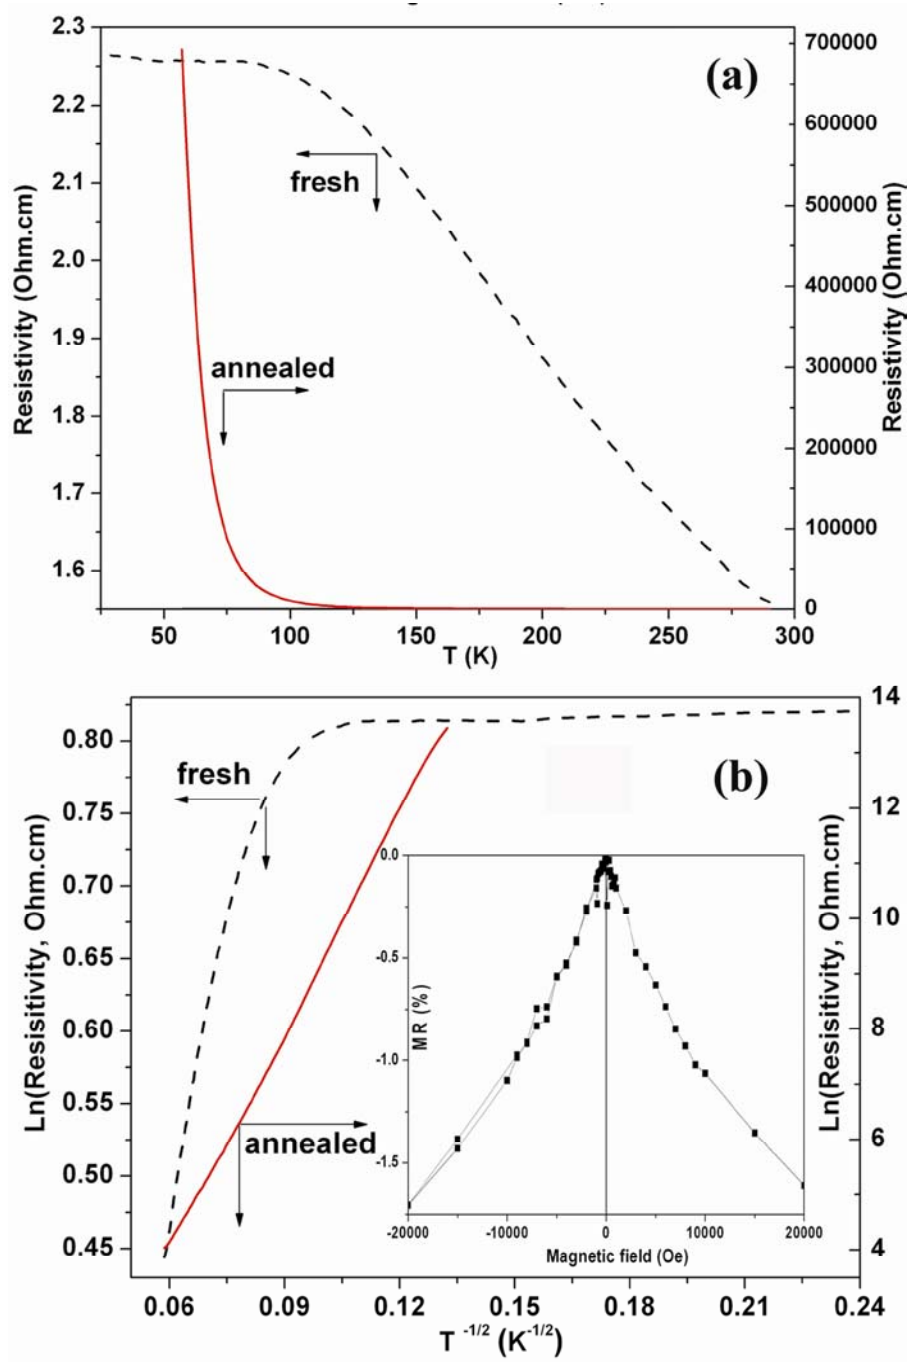 (a)
2.3
2.2
2.1
2.0
1.9
1.8
1.7
1.6
Resistivity (Ohm.cm)
700000
600000
500000
400000
300000
200000
100000
0
Resistivity (Ohm.cm)
fresh
annealed
50 100 150 200 250 300
T (K)
(b)
0.80
0.75
0.70
0.65
0.60
0.55
0.50
0.45
Ln(Resisitivity, Ohm.cm)
14
12
10
8
6
4
Ln(Resisitivity, Ohm.cm)
fresh
annealed
0.0
-0.5
-1.0
-1.5
MR (%)
-20000 -10000 0 10000 20000
Magnetic field (Oe)
0.06 0.09 0.12 0.15 0.18 0.21 0.24
T -1/2 (K-1/2)